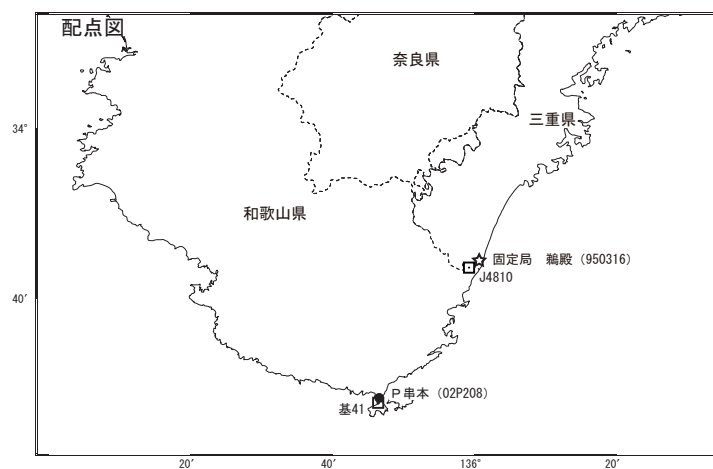 配点図
奈良県
34°
三重県
和歌山県
固定局 鵜殿（950316）
J4810
40′
Ｐ串本（02P208）
基41
20′
40′
136°
20′